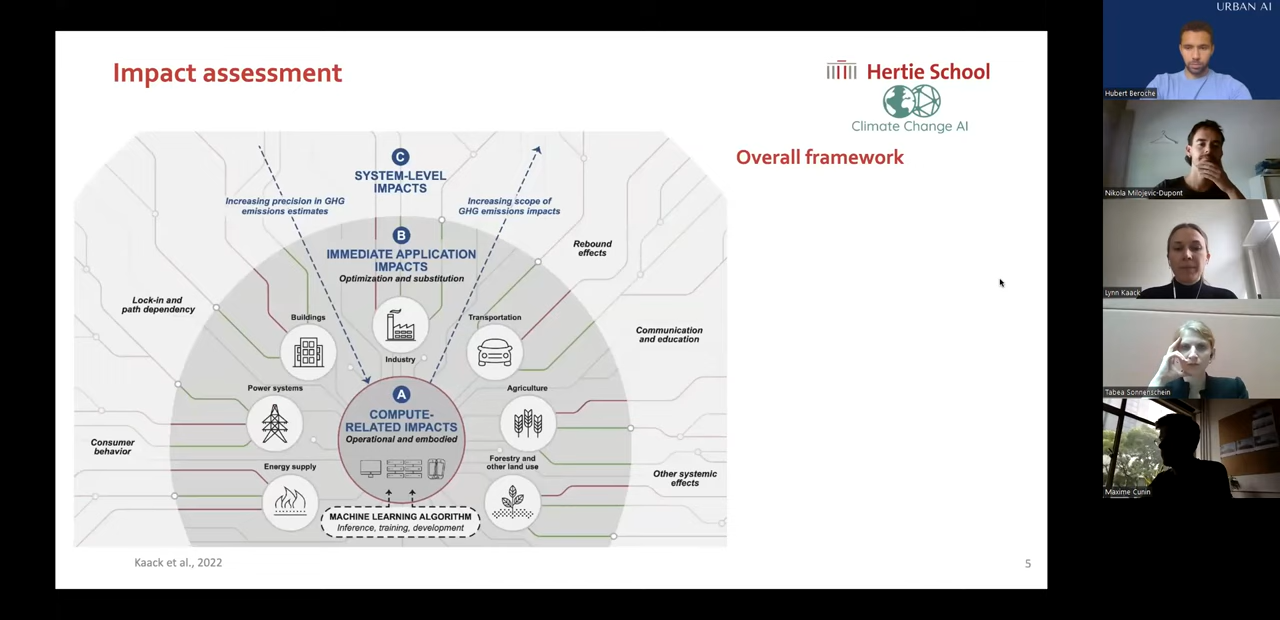 URBAN AI
Impact assessment
Hertie School
Climate Change AI
Overall framework
C
SYSTEM-LEVEL
IMPACTS
Increasing precision in GHG
emissions estimates
Increasing scope of
GHG emissions impacts
B
IMMEDIATE APPLICATION
IMPACTS
Optimization and substitution
Rebound
effects
Lock-in and
path dependency
Buildings
Transportation
Communication
and education
Industry
Power systems
Agriculture
A
COMPUTE-
RELATED IMPACTS
Operational and embodied
Consumer
behavior
Energy supply
Forestry and
other land use
Other systemic
effects
MACHINE LEARNING ALGORITHM
Inference, training, development
Kaack et al., 2022
5
Hubert Beroche
Nikola Milojevic-Dupont
Lynn Kaack
Tabea Sonnenschein
Maxime Cunin